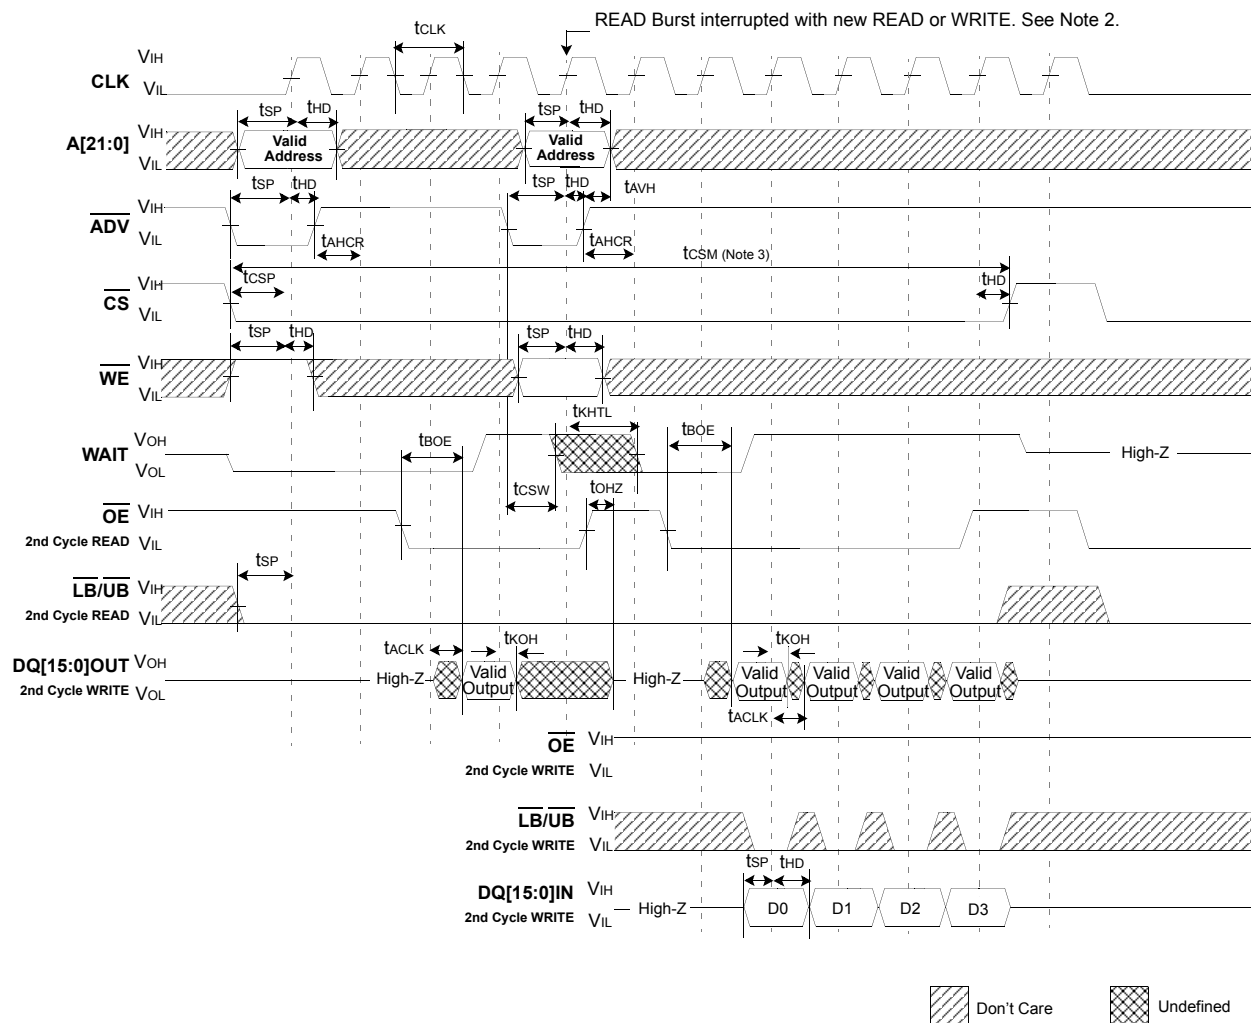 READ Burst interrupted with new READ or WRITE. See Note 2.
tCLK
VIH
CLK
VIL
tSP tHD tSP tHD
A[21:0] VIH
Valid Address Valid Address
VIL
tSP tHD tSP tHD tAVH
VIH
ADV
VIL
tAHCR tAHCR
tCSM (Note 3)
tCSP tHD
VIH
CS
VIL
tSP tHD tSP tHD
VIH
WE
VIL
tKHTL
tBOE tBOE
VOH
WAIT
High-Z
VOL
tCSW tOHZ
OE VIH
2nd Cycle READ VIL
tSP
LB/UB VIH
2nd Cycle READ VIL
tACLK tKOH tKOH
DQ[15:0]OUT VOH
High-Z Valid Output High-Z Valid Output Valid Output Valid Output Valid Output
2nd Cycle WRITE VOL
tACLK
OE VIH
2nd Cycle WRITE VIL
LB/UB VIH
2nd Cycle WRITE VIL
tSP tHD
DQ[15:0]IN VIH
High-Z D0 D1 D2 D3
2nd Cycle WRITE VIL
Don't Care Undefined